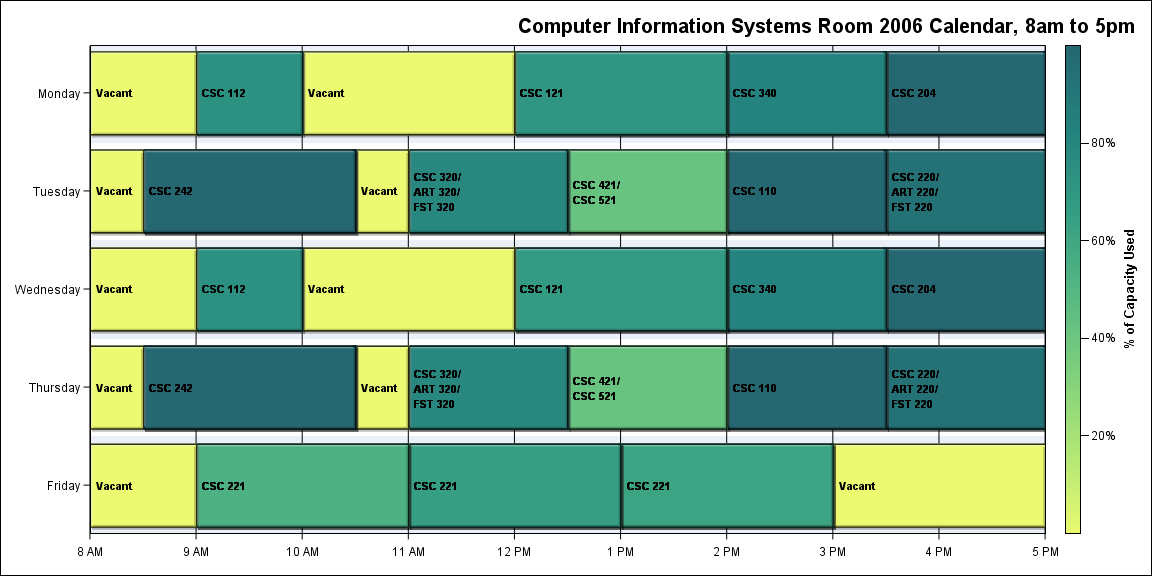 Computer Information Systems Room 2006 Calendar, 8am to 5pm
Monday
Vacant
CSC 112
Vacant
CSC 121
CSC 340
CSC 204
Tuesday
Vacant
CSC 242
Vacant
CSC 320/
ART 320/
FST 320
CSC 421/
CSC 521
CSC 110
CSC 220/
ART 220/
FST 220
Wednesday
Vacant
CSC 112
Vacant
CSC 121
CSC 340
CSC 204
Thursday
Vacant
CSC 242
Vacant
CSC 320/
ART 320/
FST 320
CSC 421/
CSC 521
CSC 110
CSC 220/
ART 220/
FST 220
Friday
Vacant
CSC 221
CSC 221
CSC 221
Vacant
8 AM
9 AM
10 AM
11 AM
12 PM
1 PM
2 PM
3 PM
4 PM
5 PM
80%
60%
40%
20%
% of Capacity Used